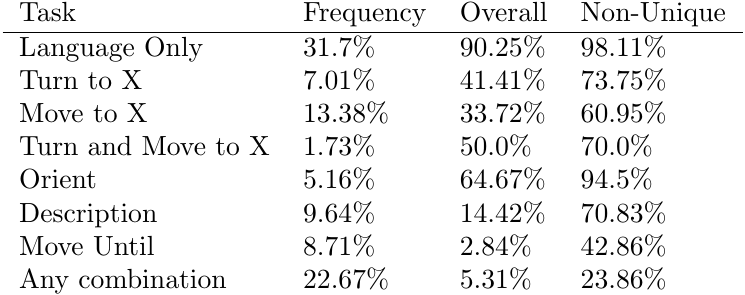 Task Frequency Overall Non-Unique
Language Only 31.7% 90.25% 98.11%
Turn to X 7.01% 41.41% 73.75%
Move to X 13.38% 33.72% 60.95%
Turn and Move to X 1.73% 50.0% 70.0%
Orient 5.16% 64.67% 94.5%
Description 9.64% 14.42% 70.83%
Move Until 8.71% 2.84% 42.86%
Any combination 22.67% 5.31% 23.86%